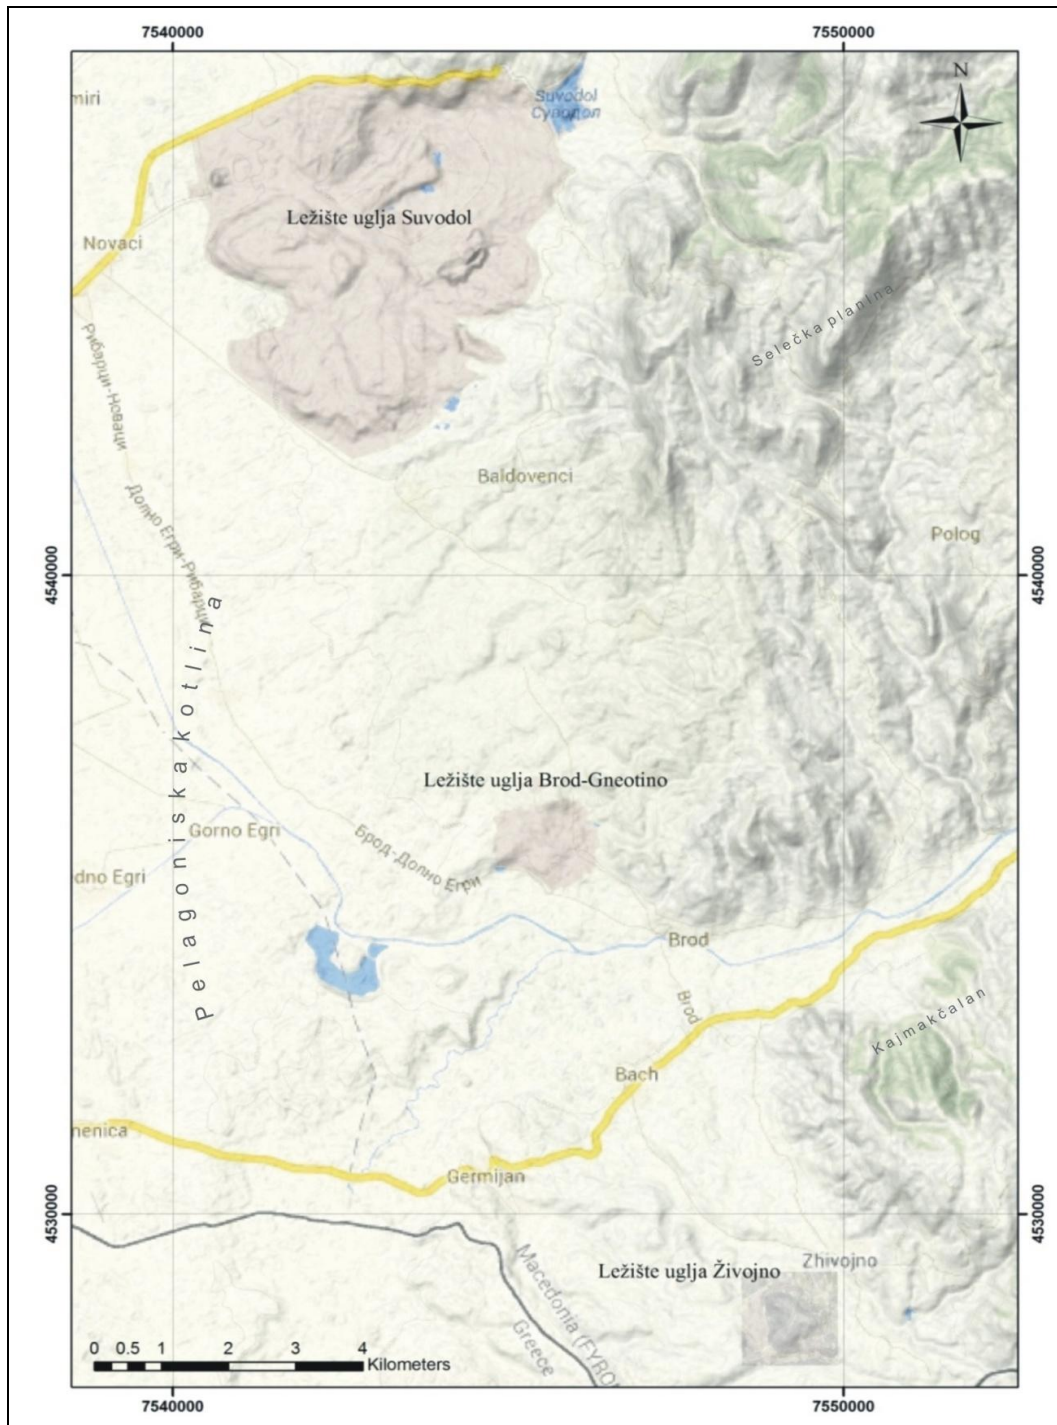 7540000
7550000
N
Suvodol
Суводол
miri
Ležište uglja Suvodol
Novaci
Selečka planina
Рибарци-Новаци
Baldovenci
Долно Егри-Рибарци
Polog
4540000
4540000
Pelagoniska kotlina
Ležište uglja Brod-Gneotino
Gorno Egri
Брод-Долно Егри
dno Egri
Brod
Brod
Kajmakčalan
Bach
nenica
Germijan
4530000
4530000
Zhivojno
Ležište uglja Živojno
Macedonia (FYRO
Greece
0 0.5 1 2 3 4
Kilometers
7540000
7550000